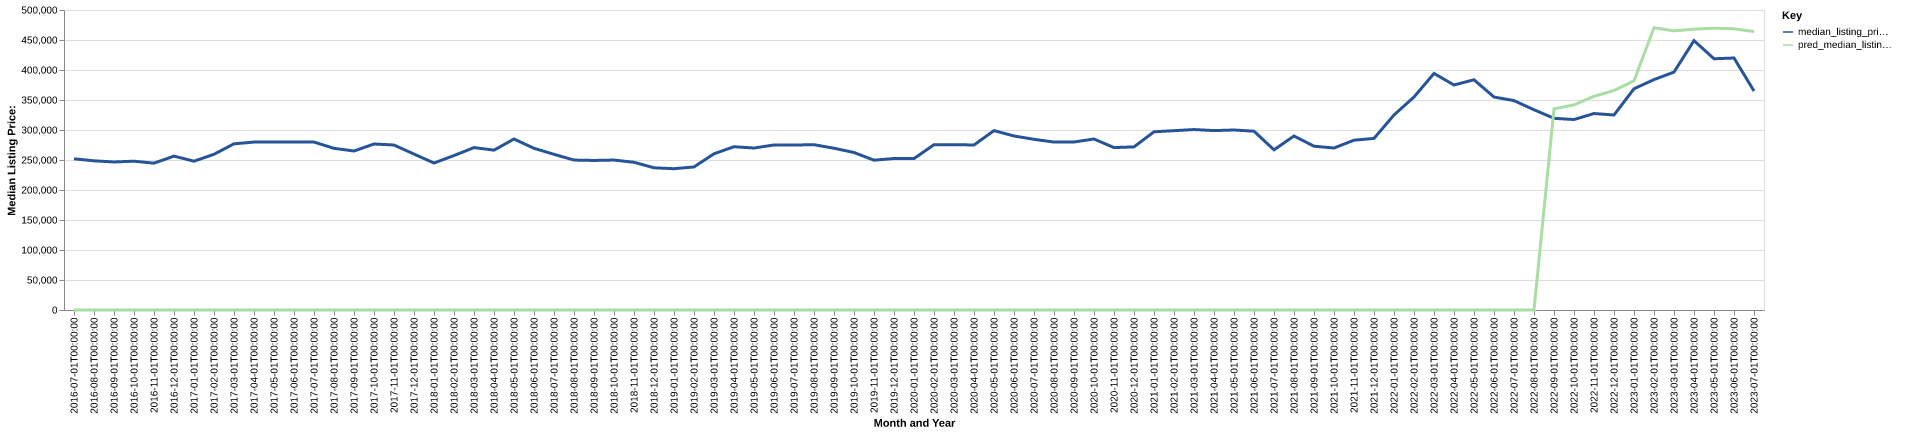 500,000
450,000
400,000
350,000
300,000
250,000
200,000
150,000
100,000
50,000
0
Median Listing Price:
2016-07-01T00:00:00
2016-08-01T00:00:00
2016-09-01T00:00:00
2016-10-01T00:00:00
2016-11-01T00:00:00
2016-12-01T00:00:00
2017-01-01T00:00:00
2017-02-01T00:00:00
2017-03-01T00:00:00
2017-04-01T00:00:00
2017-05-01T00:00:00
2017-06-01T00:00:00
2017-07-01T00:00:00
2017-08-01T00:00:00
2017-09-01T00:00:00
2017-10-01T00:00:00
2017-11-01T00:00:00
2017-12-01T00:00:00
2018-01-01T00:00:00
2018-02-01T00:00:00
2018-03-01T00:00:00
2018-04-01T00:00:00
2018-05-01T00:00:00
2018-06-01T00:00:00
2018-07-01T00:00:00
2018-08-01T00:00:00
2018-09-01T00:00:00
2018-10-01T00:00:00
2018-11-01T00:00:00
2018-12-01T00:00:00
2019-01-01T00:00:00
2019-02-01T00:00:00
2019-03-01T00:00:00
2019-04-01T00:00:00
2019-05-01T00:00:00
2019-06-01T00:00:00
2019-07-01T00:00:00
2019-08-01T00:00:00
2019-09-01T00:00:00
2019-10-01T00:00:00
2019-11-01T00:00:00
2019-12-01T00:00:00
2020-01-01T00:00:00
2020-02-01T00:00:00
2020-03-01T00:00:00
2020-04-01T00:00:00
2020-05-01T00:00:00
2020-06-01T00:00:00
2020-07-01T00:00:00
2020-08-01T00:00:00
2020-09-01T00:00:00
2020-10-01T00:00:00
2020-11-01T00:00:00
2020-12-01T00:00:00
2021-01-01T00:00:00
2021-02-01T00:00:00
2021-03-01T00:00:00
2021-04-01T00:00:00
2021-05-01T00:00:00
2021-06-01T00:00:00
2021-07-01T00:00:00
2021-08-01T00:00:00
2021-09-01T00:00:00
2021-10-01T00:00:00
2021-11-01T00:00:00
2021-12-01T00:00:00
2022-01-01T00:00:00
2022-02-01T00:00:00
2022-03-01T00:00:00
2022-04-01T00:00:00
2022-05-01T00:00:00
2022-06-01T00:00:00
2022-07-01T00:00:00
2022-08-01T00:00:00
2022-09-01T00:00:00
2022-10-01T00:00:00
2022-11-01T00:00:00
2022-12-01T00:00:00
2023-01-01T00:00:00
2023-02-01T00:00:00
2023-03-01T00:00:00
2023-04-01T00:00:00
2023-05-01T00:00:00
2023-06-01T00:00:00
2023-07-01T00:00:00
Month and Year
Key
median_listing_pri…
pred_median_listin…